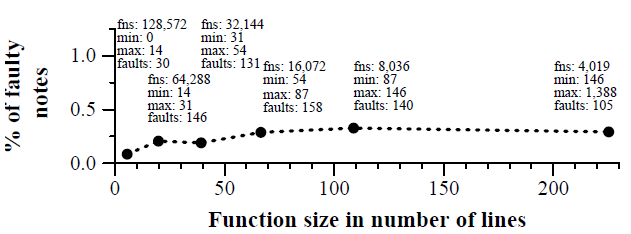 fns: 128,572
min: 0
max: 14
faults: 30
fns: 64,288
min: 14
max: 31
faults: 146
fns: 32,144
min: 31
max: 54
faults: 131
fns: 16,072
min: 54
max: 87
faults: 158
fns: 8,036
min: 87
max: 146
faults: 140
fns: 4,019
min: 146
max: 1,388
faults: 105
% of faulty
notes
1.0
0.5
0.0
0 50 100 150 200
Function size in number of lines